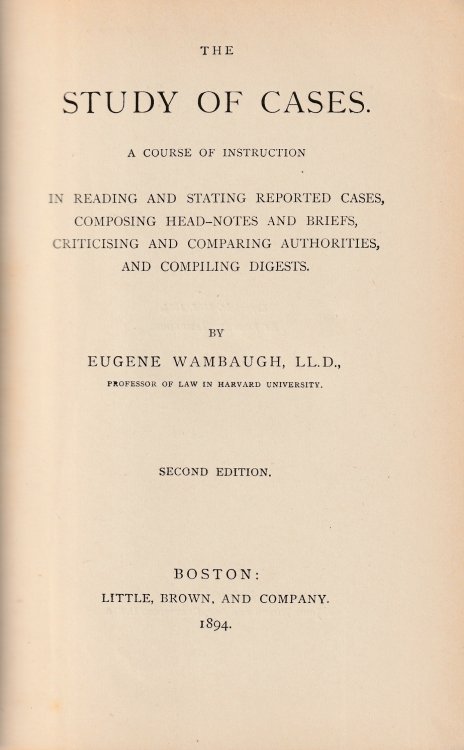 THE
STUDY OF CASES.
A COURSE OF INSTRUCTION
IN READING AND STATING REPORTED CASES,
COMPOSING HEAD-NOTES AND BRIEFS,
CRITICISING AND COMPARING AUTHORITIES,
AND COMPILING DIGESTS.
BY
EUGENE WAMBAUGH, LL.D.,
PROFESSOR OF LAW IN HARVARD UNIVERSITY.
SECOND EDITION.
BOSTON:
LITTLE, BROWN, AND COMPANY.
1894.